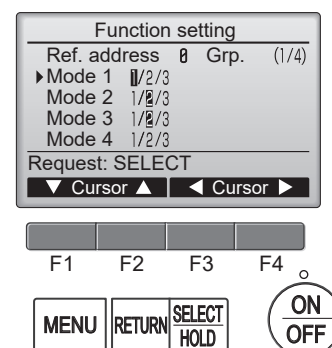 Function setting
Ref. address 0 Grp. (1/4)
▶Mode 1 1/2/3
Mode 2 1/2/3
Mode 3 1/2/3
Mode 4 1/2/3
Request: SELECT
▼ Cursor ▲ ◀ Cursor ▶
F1 F2 F3 F4
MENU RETURN SELECT HOLD ON OFF